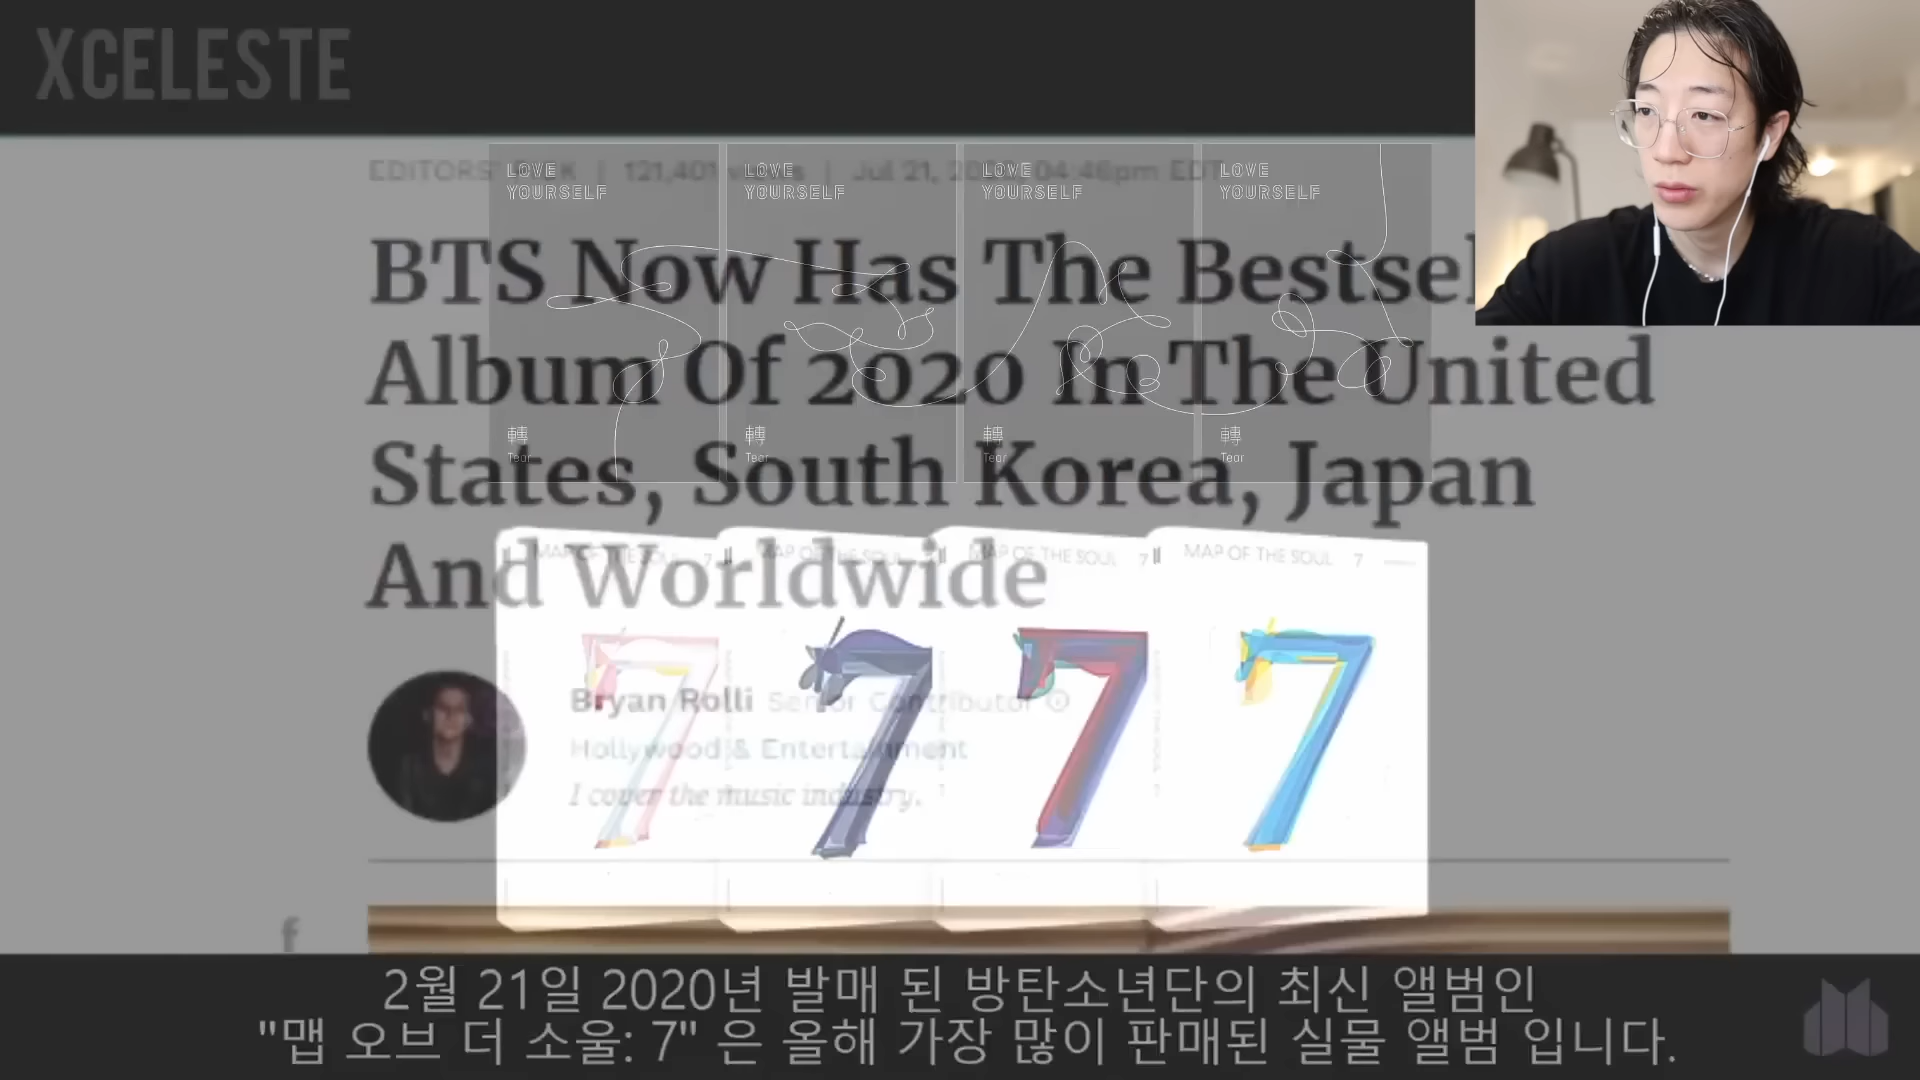 XCELESTE
EDITORS' PICK | 121,401 views | Jul 21, 2020, 04:46pm EDT
LOVE YOURSELF
LOVE YOURSELF
LOVE YOURSELF
LOVE YOURSELF
BTS Now Has The Bestsel
Album Of 2020 In The United
States, South Korea, Japan
And Worldwide
轉 Tear
轉 Tear
轉 Tear
轉 Tear
MAP OF THE SOUL 7
MAP OF THE SOUL 7
MAP OF THE SOUL 7
MAP OF THE SOUL 7
7
7
7
7
Bryan Rolli Senior Contributor
Hollywood & Entertainment
I cover the music industry.
f
2월 21일 2020년 발매 된 방탄소년단의 최신 앨범인
"맵 오브 더 소울: 7" 은 올해 가장 많이 판매된 실물 앨범 입니다.